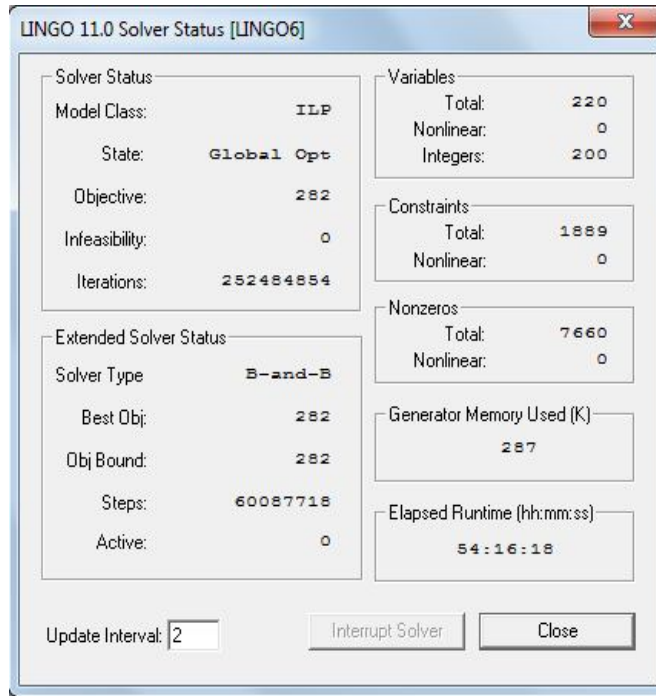 LINGO 11.0 Solver Status [LINGO6]
Solver Status
Model Class: ILP
State: Global Opt
Objective: 282
Infeasibility: 0
Iterations: 252484854
Extended Solver Status
Solver Type B-and-B
Best Obj: 282
Obj Bound: 282
Steps: 60087718
Active: 0
Variables
Total: 220
Nonlinear: 0
Integers: 200
Constraints
Total: 1889
Nonlinear: 0
Nonzeros
Total: 7660
Nonlinear: 0
Generator Memory Used (K)
287
Elapsed Runtime (hh:mm:ss)
54:16:18
Update Interval: 2
Interrupt Solver
Close